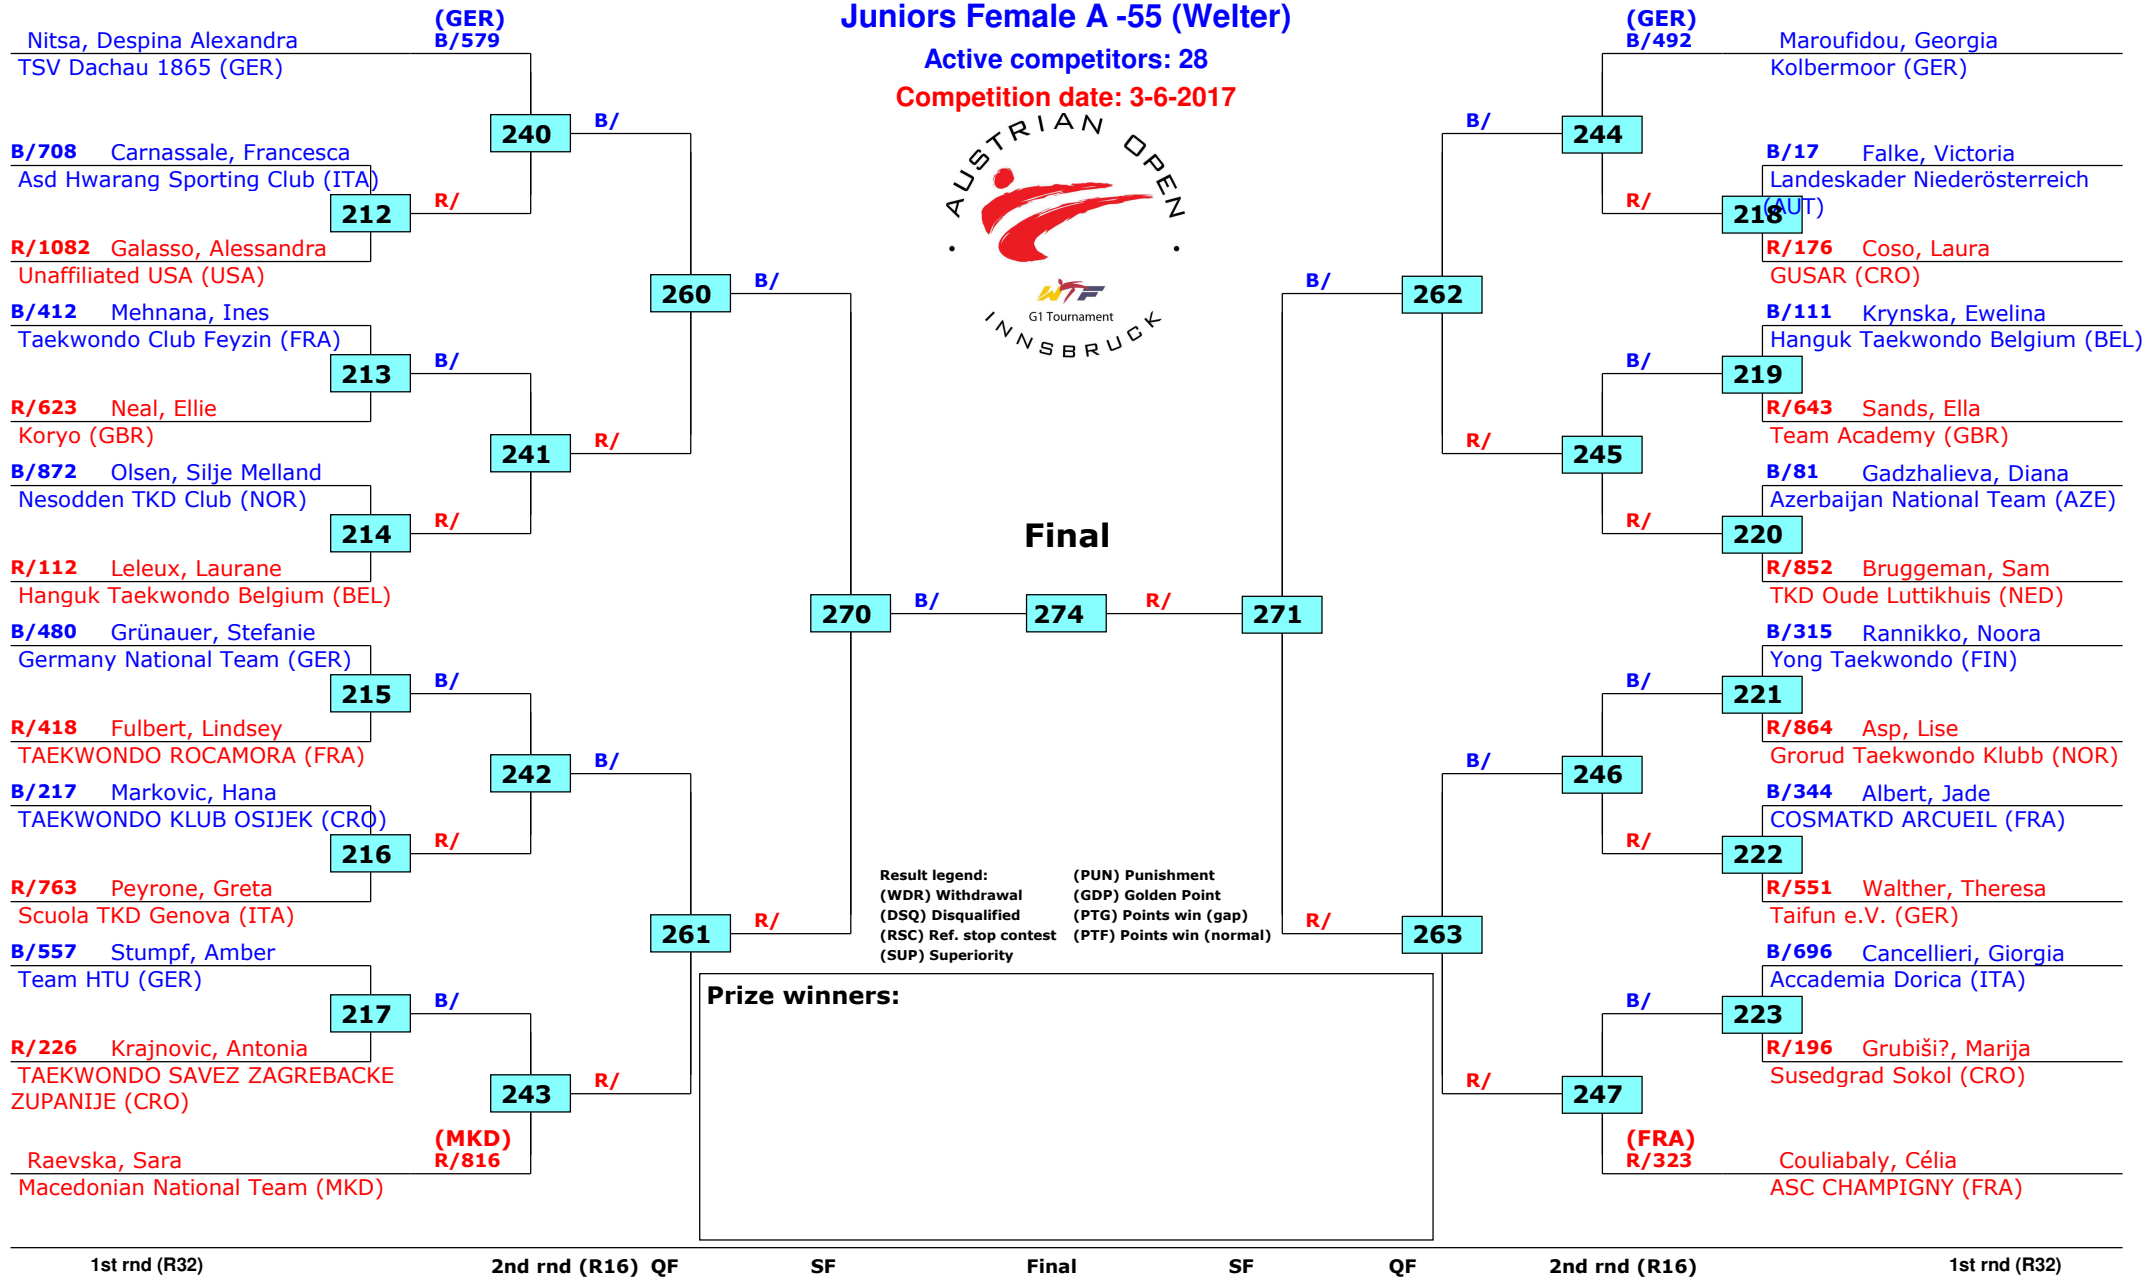 Juniors Female A -55 (Welter)
Active competitors: 28
Competition date: 3-6-2017
AUSTRIAN OPEN
WTF
G1 Tournament
INNSBRUCK
(GER)
Nitsa, Despina Alexandra B/579
TSV Dachau 1865 (GER)
240 B/
B/708 Carnassale, Francesca
Asd Hwarang Sporting Club (ITA)
212 R/
R/1082 Galasso, Alessandra
Unaffiliated USA (USA)
260 B/
B/412 Mehnana, Ines
Taekwondo Club Feyzin (FRA)
213 B/
R/623 Neal, Ellie
Koryo (GBR)
241 R/
B/872 Olsen, Silje Melland
Nesodden TKD Club (NOR)
214 R/
R/112 Leleux, Laurane
Hanguk Taekwondo Belgium (BEL)
B/480 Grünauer, Stefanie
Germany National Team (GER)
215 B/
R/418 Fulbert, Lindsey
TAEKWONDO ROCAMORA (FRA)
242 B/
B/217 Markovic, Hana
TAEKWONDO KLUB OSIJEK (CRO)
216 R/
R/763 Peyrone, Greta
Scuola TKD Genova (ITA)
261 R/
B/557 Stumpf, Amber
Team HTU (GER)
217 B/
R/226 Krajnovic, Antonia
TAEKWONDO SAVEZ ZAGREBACKE
ZUPANIJE (CRO)
243 R/
(MKD)
Raevska, Sara R/816
Macedonian National Team (MKD)
Final
270 B/ 274 R/ 271
(GER)
B/492 Maroufidou, Georgia
Kolbermoor (GER)
B/ 244
B/17 Falke, Victoria
Landeskader Niederösterreich
(AUT)
R/ 218
R/176 Coso, Laura
GUSAR (CRO)
B/ 262
B/111 Krynska, Ewelina
Hanguk Taekwondo Belgium (BEL)
B/ 219
R/643 Sands, Ella
Team Academy (GBR)
R/ 245
B/81 Gadzhalieva, Diana
Azerbaijan National Team (AZE)
R/ 220
R/852 Bruggeman, Sam
TKD Oude Luttikhuis (NED)
B/315 Rannikko, Noora
Yong Taekwondo (FIN)
B/ 221
R/864 Asp, Lise
Grorud Taekwondo Klubb (NOR)
B/ 246
B/344 Albert, Jade
COSMATKD ARCUEIL (FRA)
R/ 222
R/551 Walther, Theresa
Taifun e.V. (GER)
R/ 263
B/696 Cancellieri, Giorgia
Accademia Dorica (ITA)
B/ 223
R/196 Grubiši?, Marija
Susedgrad Sokol (CRO)
R/ 247
(FRA)
R/323 Couliabaly, Célia
ASC CHAMPIGNY (FRA)
Result legend: (PUN) Punishment
(WDR) Withdrawal (GDP) Golden Point
(DSQ) Disqualified (PTG) Points win (gap)
(RSC) Ref. stop contest (PTF) Points win (normal)
(SUP) Superiority
Prize winners:
1st rnd (R32) 2nd rnd (R16) QF SF Final SF QF 2nd rnd (R16) 1st rnd (R32)